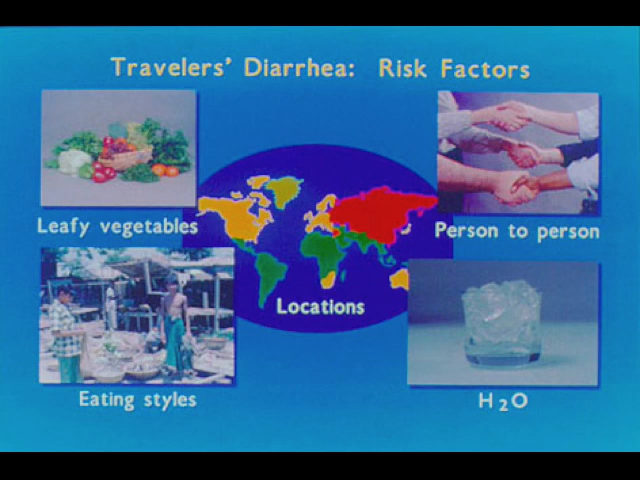 Travelers' Diarrhea: Risk Factors
Leafy vegetables
Person to person
Locations
Eating styles
H2O